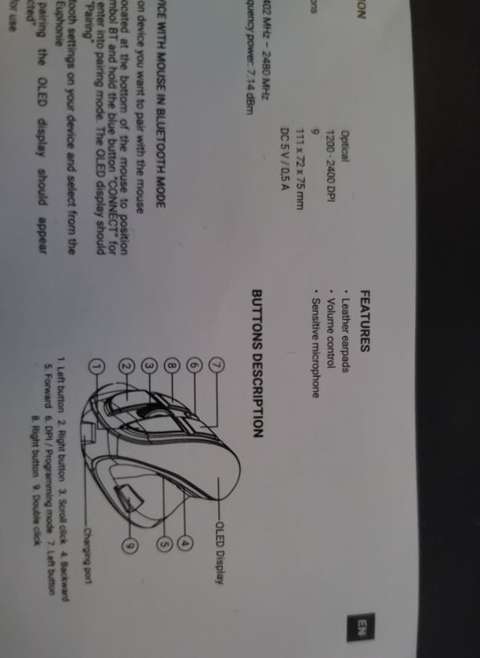 ION
ons
402 MHz – 2480 MHz
quency power: 7.14 dBm
Optical
1200 - 2400 DPI
9
111 x 72 x 75 mm
DC 5 V / 0,5 A
VICE WITH MOUSE IN BLUETOOTH MODE
on device you want to pair with the mouse
ocated at the bottom of the mouse to position
mbol BT and hold the blue button "CONNECT" for
enter into pairing mode. The OLED display should
"Pairing"
tooth settings on your device and select from the
Euphonie
pairing the OLED display should appear
cted"
for use
EN
FEATURES
• Leather earpads
• Volume control
• Sensitive microphone
BUTTONS DESCRIPTION
7
6
8
3
2
1
OLED Display
4
5
9
Charging port
1. Left button 2. Right button 3. Scroll click 4. Backward
5. Forward 6. DPI / Programming mode 7. Left button
8. Right button 9. Double click